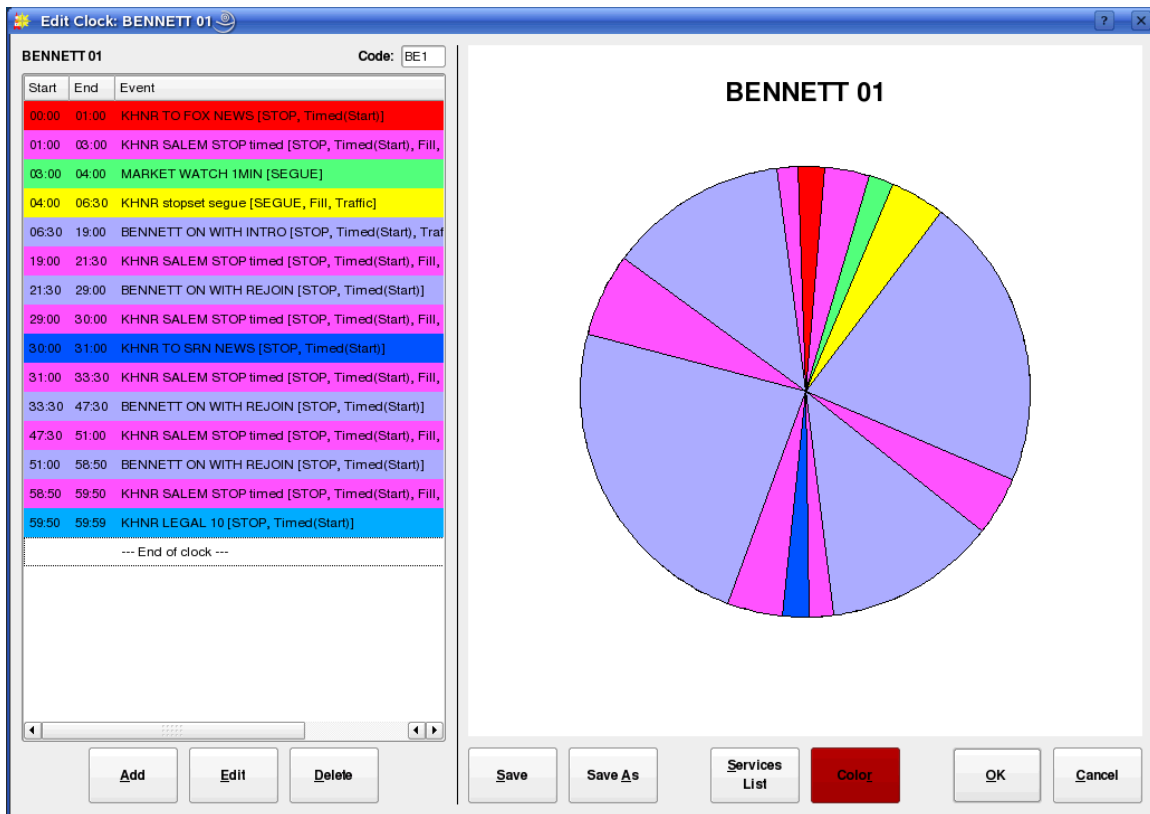 Edit Clock: BENNETT 01
?
X
BENNETT 01 Code: BE1
Start End Event
00:00 01:00 KHNR TO FOX NEWS [STOP, Timed(Start)]
01:00 03:00 KHNR SALEM STOP timed [STOP, Timed(Start), Fill,
03:00 04:00 MARKET WATCH 1MIN [SEGUE]
04:00 06:30 KHNR stopset segue [SEGUE, Fill, Traffic]
06:30 19:00 BENNETT ON WITH INTRO [STOP, Timed(Start), Traf
19:00 21:30 KHNR SALEM STOP timed [STOP, Timed(Start), Fill,
21:30 29:00 BENNETT ON WITH REJOIN [STOP, Timed(Start)]
29:00 30:00 KHNR SALEM STOP timed [STOP, Timed(Start), Fill,
30:00 31:00 KHNR TO SRN NEWS [STOP, Timed(Start)]
31:00 33:30 KHNR SALEM STOP timed [STOP, Timed(Start), Fill,
33:30 47:30 BENNETT ON WITH REJOIN [STOP, Timed(Start)]
47:30 51:00 KHNR SALEM STOP timed [STOP, Timed(Start), Fill,
51:00 58:50 BENNETT ON WITH REJOIN [STOP, Timed(Start)]
58:50 59:50 KHNR SALEM STOP timed [STOP, Timed(Start), Fill,
59:50 59:59 KHNR LEGAL 10 [STOP, Timed(Start)]
--- End of clock ---
Add
Edit
Delete
BENNETT 01
Save
Save As
Services
List
Color
OK
Cancel